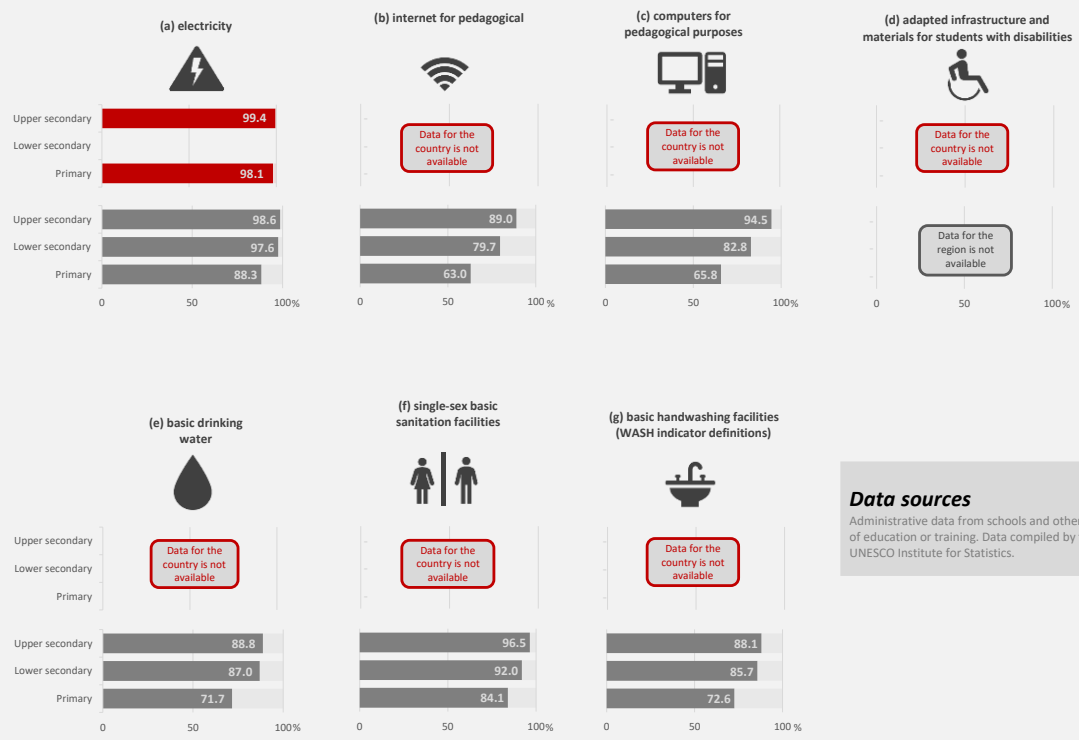 (a) electricity
(b) internet for pedagogical
(c) computers for
pedagogical purposes
(d) adapted infrastructure and
materials for students with disabilities
Upper secondary
Lower secondary
Primary
99.4
98.1
Data for the
country is not
available
Data for the
country is not
available
Data for the
country is not
available
Upper secondary
Lower secondary
Primary
98.6
97.6
88.3
89.0
79.7
63.0
94.5
82.8
65.8
Data for the
region is not
available
0 50 100%
0 50 100%
0 50 100%
0 50 100%
(e) basic drinking
water
(f) single-sex basic
sanitation facilities
(g) basic handwashing facilities
(WASH indicator definitions)
Upper secondary
Lower secondary
Primary
Data for the
country is not
available
Data for the
country is not
available
Data for the
country is not
available
Upper secondary
Lower secondary
Primary
88.8
87.0
71.7
96.5
92.0
84.1
88.1
85.7
72.6
0 50 100%
0 50 100%
0 50 100%
Data sources
Administrative data from schools and other
of education or training. Data compiled by
UNESCO Institute for Statistics.